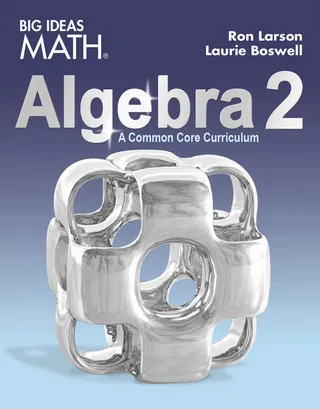 BIG IDEAS
MATH®
Ron Larson
Laurie Boswell
Algebra 2
A Common Core Curriculum